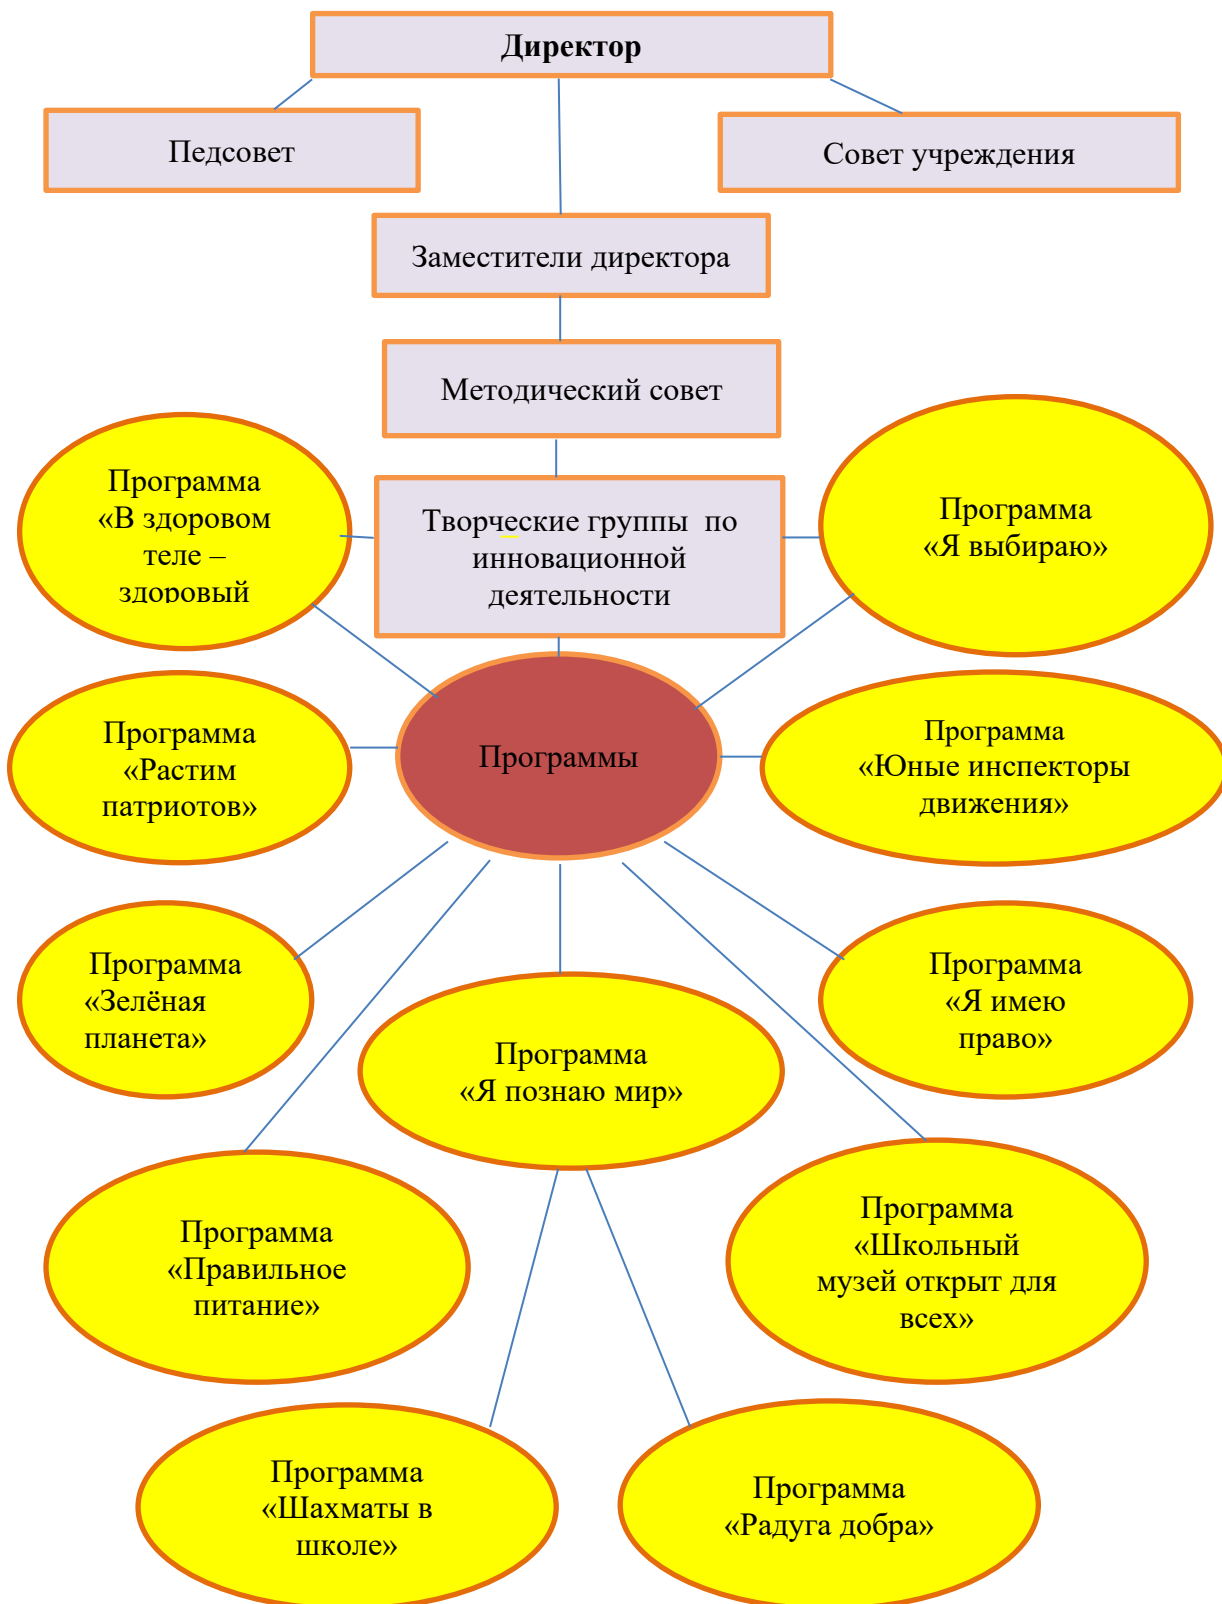 Директор
Педсовет
Совет учреждения
Заместители директора
Методический совет
Программа
«В здоровом
теле –
здоровый
Творческие группы по
инновационной
деятельности
Программа
«Я выбираю»
Программа
«Растим
патриотов»
Программы
Программа
«Юные инспекторы
движения»
Программа
«Зелёная
планета»
Программа
«Я познаю мир»
Программа
«Я имею
право»
Программа
«Правильное
питание»
Программа
«Школьный
музей открыт для
всех»
Программа
«Шахматы в
школе»
Программа
«Радуга добра»